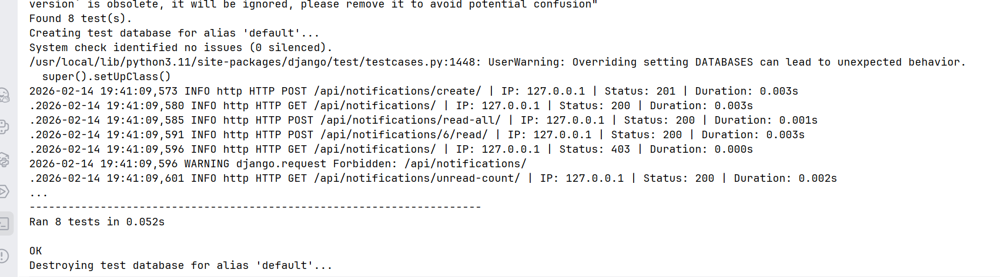 version` is obsolete, it will be ignored, please remove it to avoid potential confusion"
Found 8 test(s).
Creating test database for alias 'default'...
System check identified no issues (0 silenced).
/usr/local/lib/python3.11/site-packages/django/test/testcases.py:1448: UserWarning: Overriding setting DATABASES can lead to unexpected behavior.
  super().setUpClass()
2026-02-14 19:41:09,573 INFO http HTTP POST /api/notifications/create/ | IP: 127.0.0.1 | Status: 201 | Duration: 0.003s
.2026-02-14 19:41:09,580 INFO http HTTP GET /api/notifications/ | IP: 127.0.0.1 | Status: 200 | Duration: 0.003s
.2026-02-14 19:41:09,585 INFO http HTTP POST /api/notifications/read-all/ | IP: 127.0.0.1 | Status: 200 | Duration: 0.001s
.2026-02-14 19:41:09,591 INFO http HTTP POST /api/notifications/6/read/ | IP: 127.0.0.1 | Status: 200 | Duration: 0.003s
.2026-02-14 19:41:09,596 INFO http HTTP GET /api/notifications/ | IP: 127.0.0.1 | Status: 403 | Duration: 0.000s
2026-02-14 19:41:09,596 WARNING django.request Forbidden: /api/notifications/
.2026-02-14 19:41:09,601 INFO http HTTP GET /api/notifications/unread-count/ | IP: 127.0.0.1 | Status: 200 | Duration: 0.002s
...
----------------------------------------------------------------------
Ran 8 tests in 0.052s

OK
Destroying test database for alias 'default'...